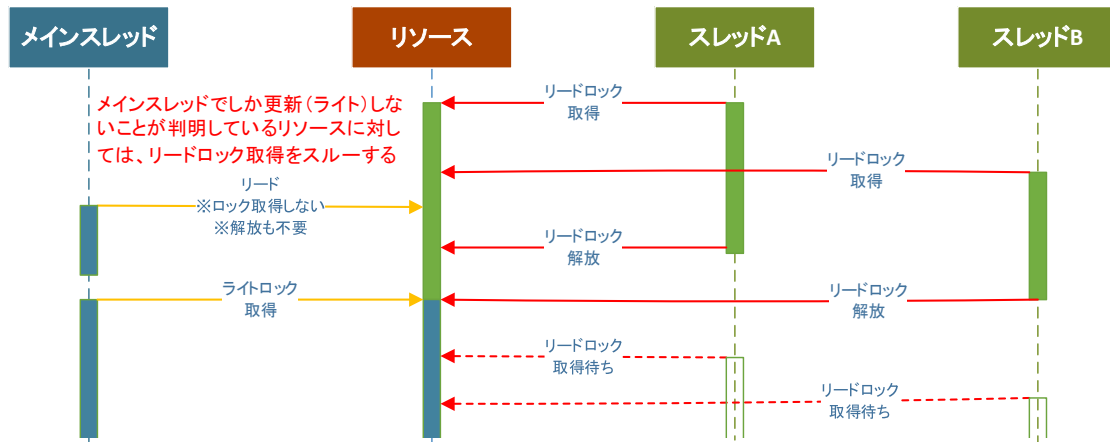 メインスレッド
リソース
スレッドA
スレッドB
メインスレッドでしか更新（ライト）しな
いことが判明しているリソースに対し
ては、リードロック取得をスルーする
リードロック
取得
リードロック
取得
リード
※ロック取得しない
※解放も不要
リードロック
解放
ライトロック
取得
リードロック
解放
リードロック
取得待ち
リードロック
取得待ち